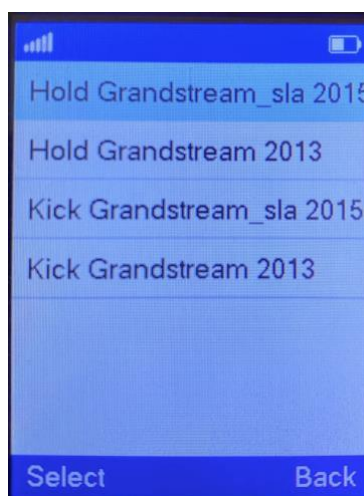 Hold Grandstream_sla 2015
Hold Grandstream 2013
Kick Grandstream_sla 2015
Kick Grandstream 2013
Select Back